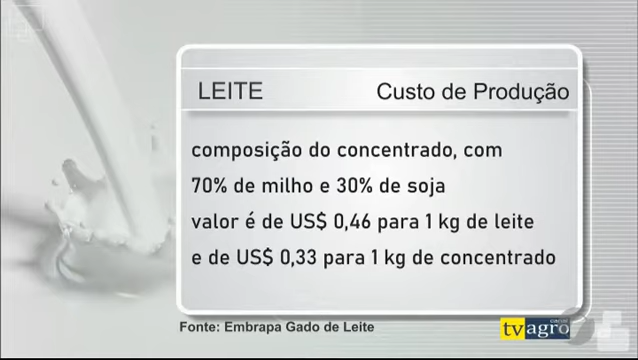 LEITE Custo de Produção
composição do concentrado, com
70% de milho e 30% de soja
valor é de US$ 0,46 para 1 kg de leite
e de US$ 0,33 para 1 kg de concentrado
Fonte: Embrapa Gado de Leite
tvagro